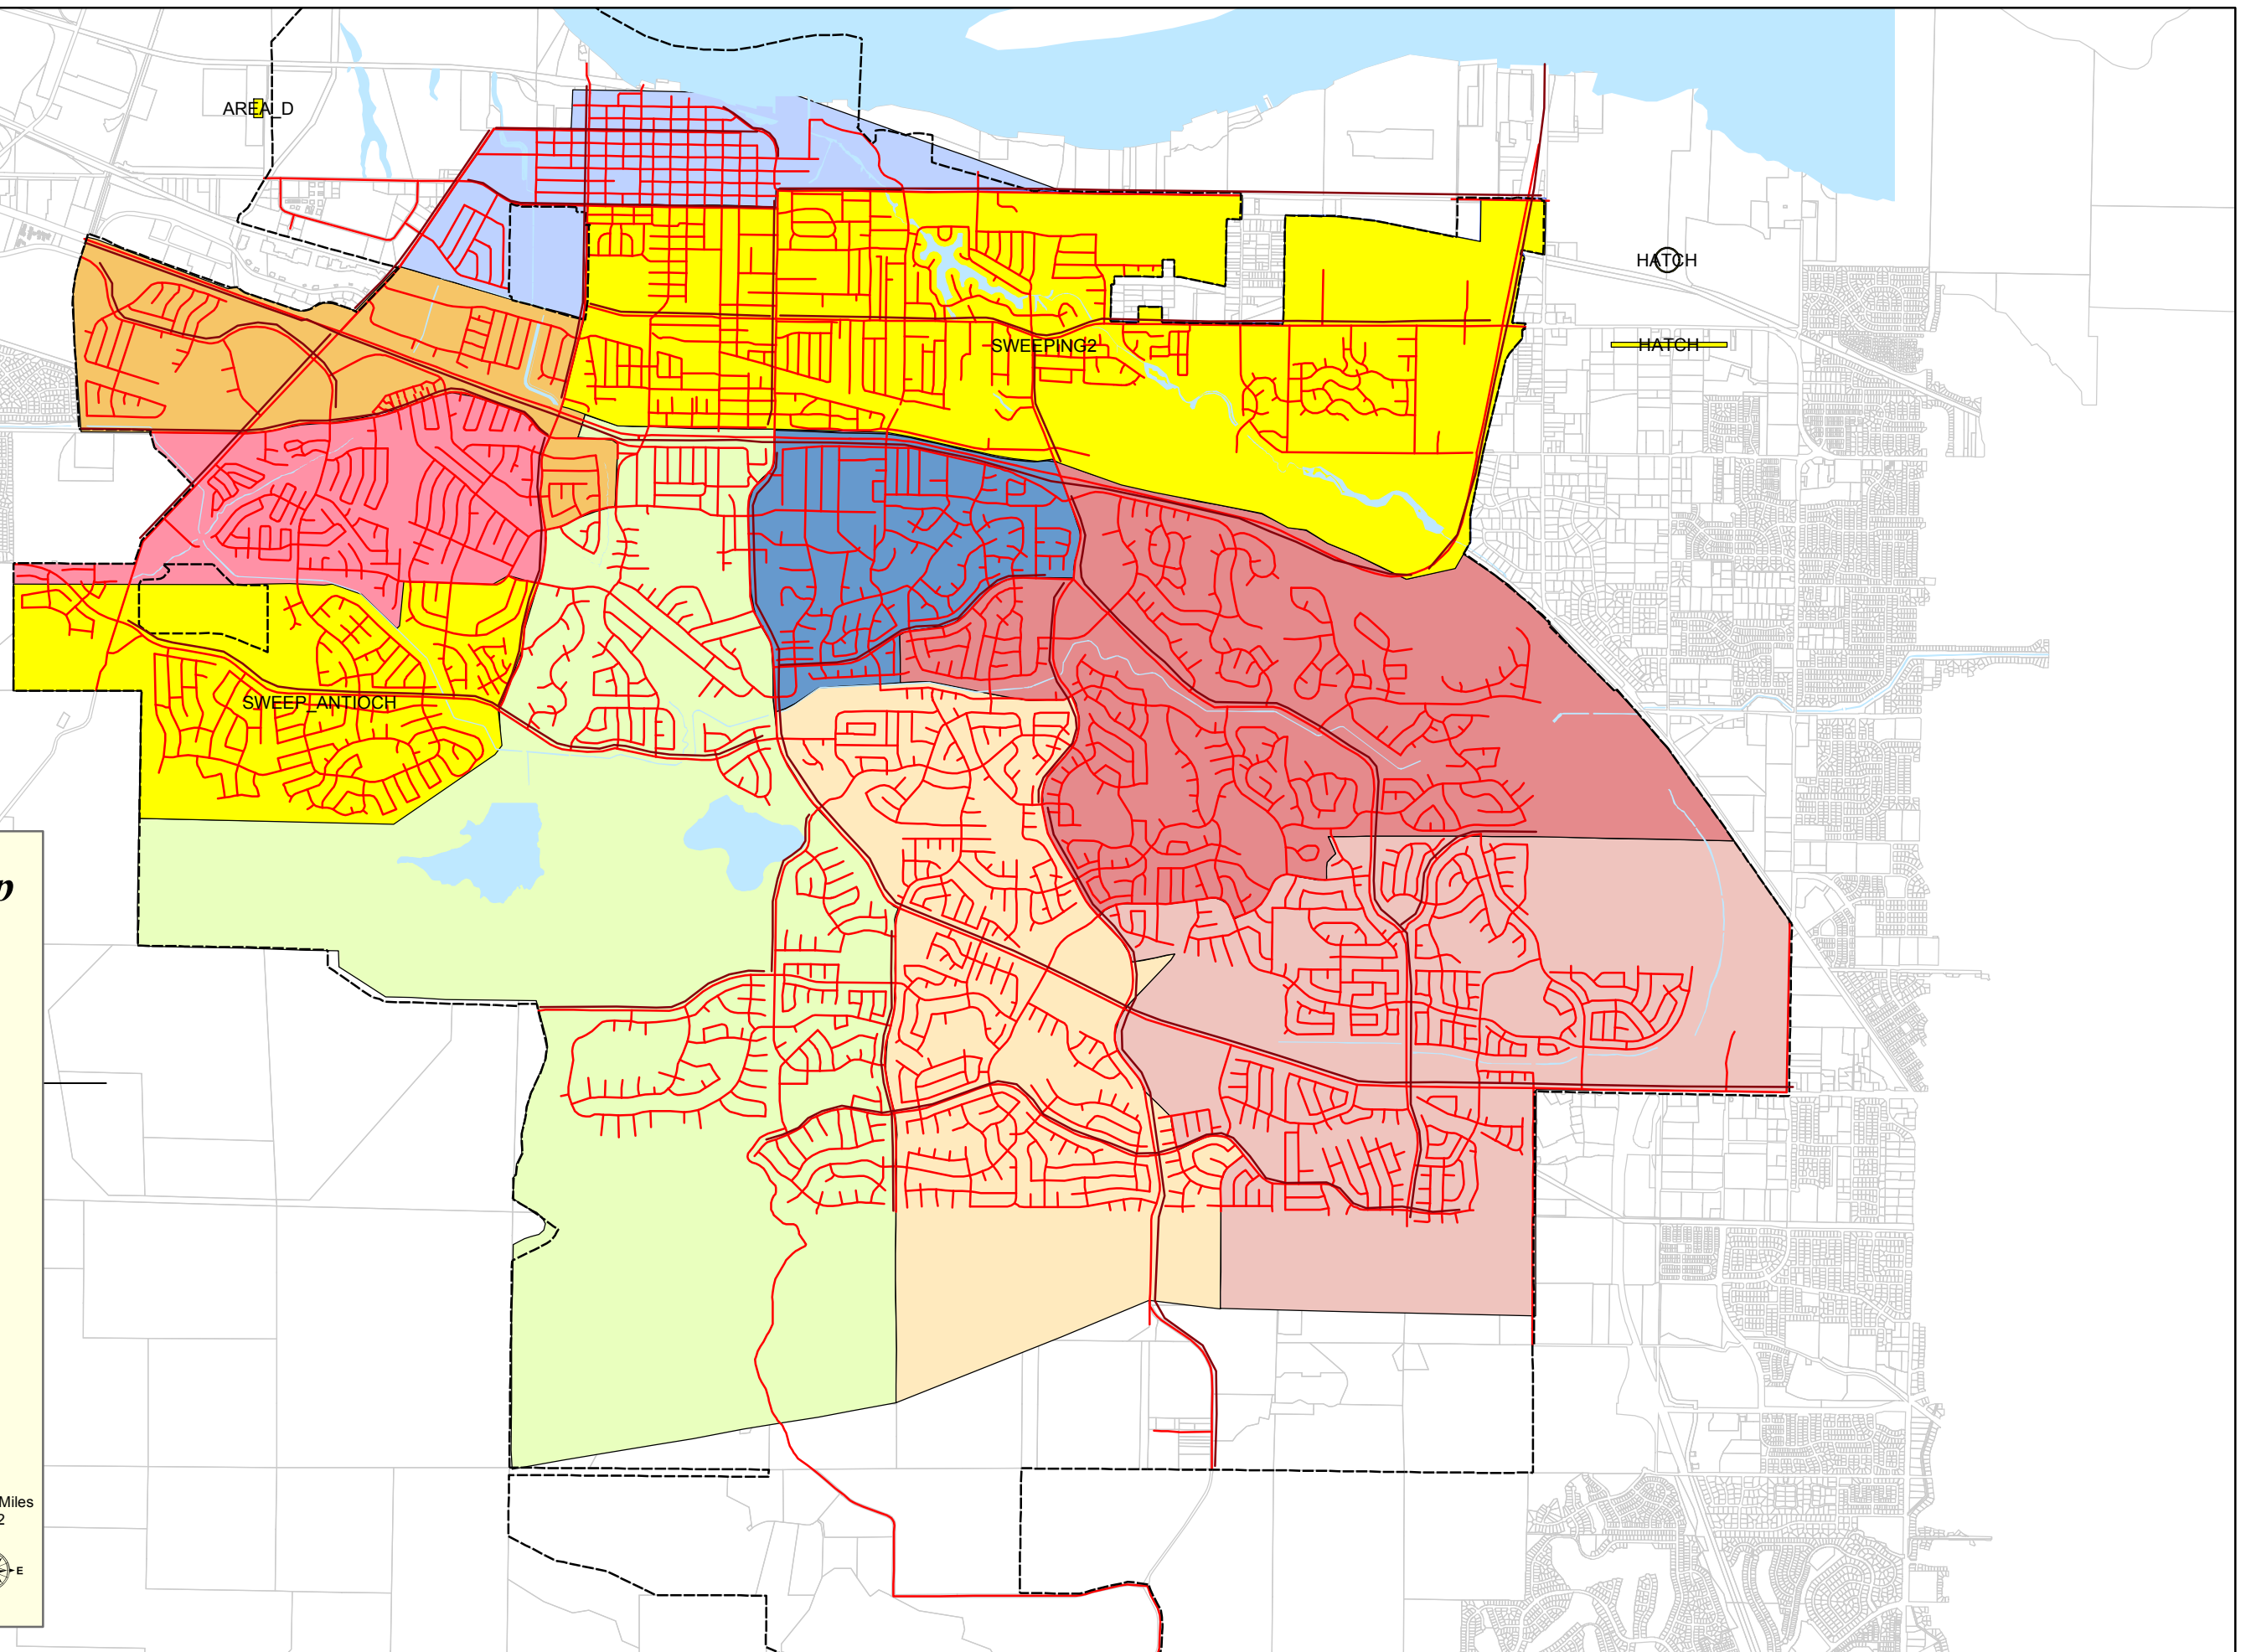 AREA_D
HATCH
SWEEPING2
HATCH
SWEEP_ANTIOCH
p
Miles
2
E